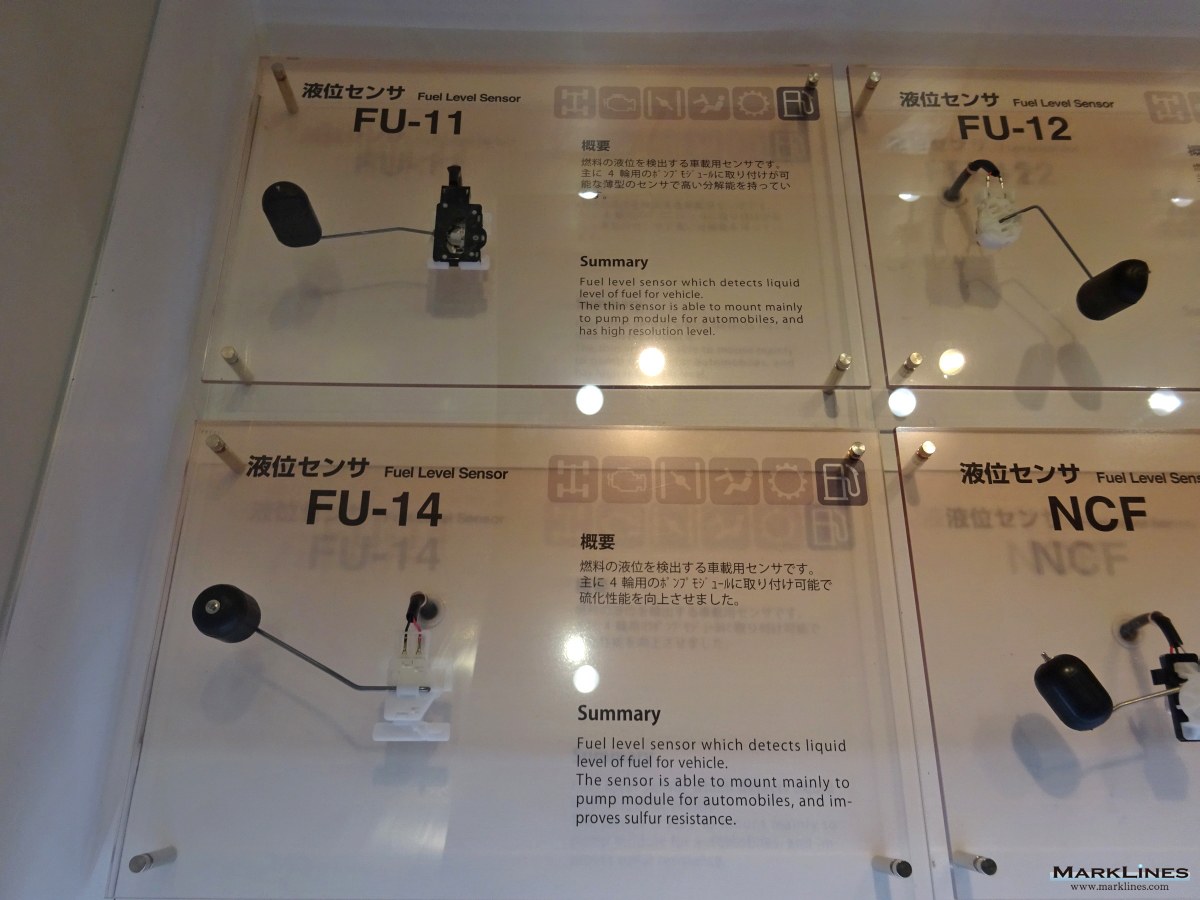 液位センサ Fuel Level Sensor
FU-11
概要
燃料の液位を検出する車載用センサです。
主に 4 輪用のﾎﾟﾝﾌﾟﾓｼﾞｭｰﾙに取り付けが可
能な薄型のセンサで高い分解能を持ってい
Summary
Fuel level sensor which detects liquid
level of fuel for vehicle.
The thin sensor is able to mount mainly
to pump module for automobiles, and
has high resolution level.
液位センサ Fuel Level Sensor
FU-12
液位センサ Fuel Level Sensor
FU-14
概要
燃料の液位を検出する車載用センサです。
主に 4 輪用のﾎﾟﾝﾌﾟﾓｼﾞｭｰﾙに取り付け可能で
硫化性能を向上させました。
Summary
Fuel level sensor which detects liquid
level of fuel for vehicle.
The sensor is able to mount mainly to
pump module for automobiles, and im-
proves sulfur resistance.
液位センサ Fuel Level Sens
NCF
MARKLINES
www.marklines.com